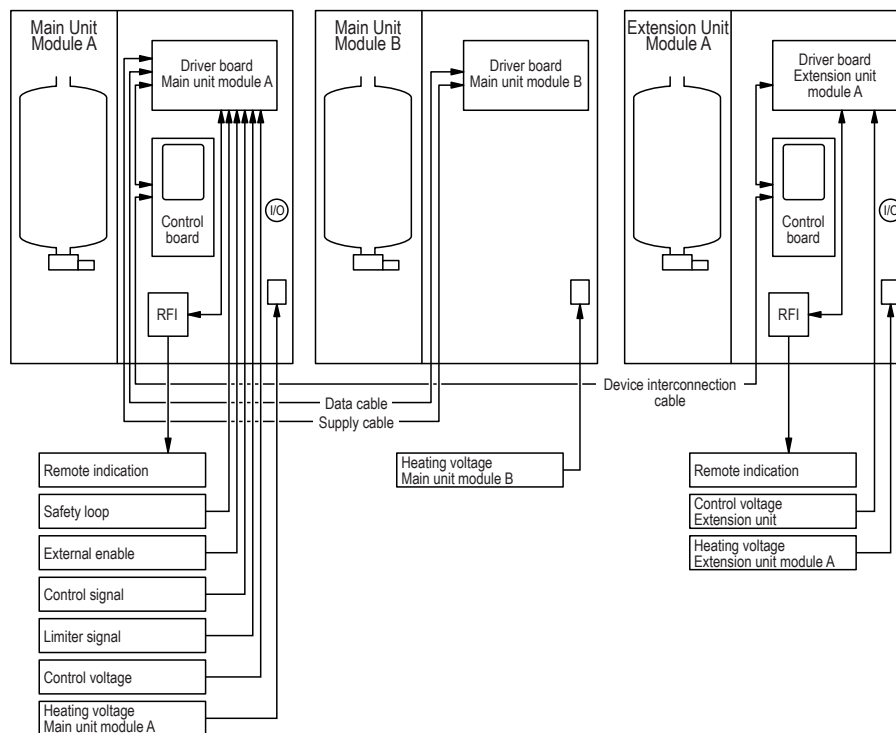 Main Unit
Module A
Driver board
Main unit module A
Control
board
I/O
RFI
Main Unit
Module B
Driver board
Main unit module B
Extension Unit
Module A
Driver board
Extension unit
module A
Control
board
I/O
RFI
Device interconnection
cable
Data cable
Supply cable
Remote indication
Safety loop
External enable
Control signal
Limiter signal
Control voltage
Heating voltage
Main unit module A
Heating voltage
Main unit module B
Remote indication
Control voltage
Extension unit
Heating voltage
Extension unit module A